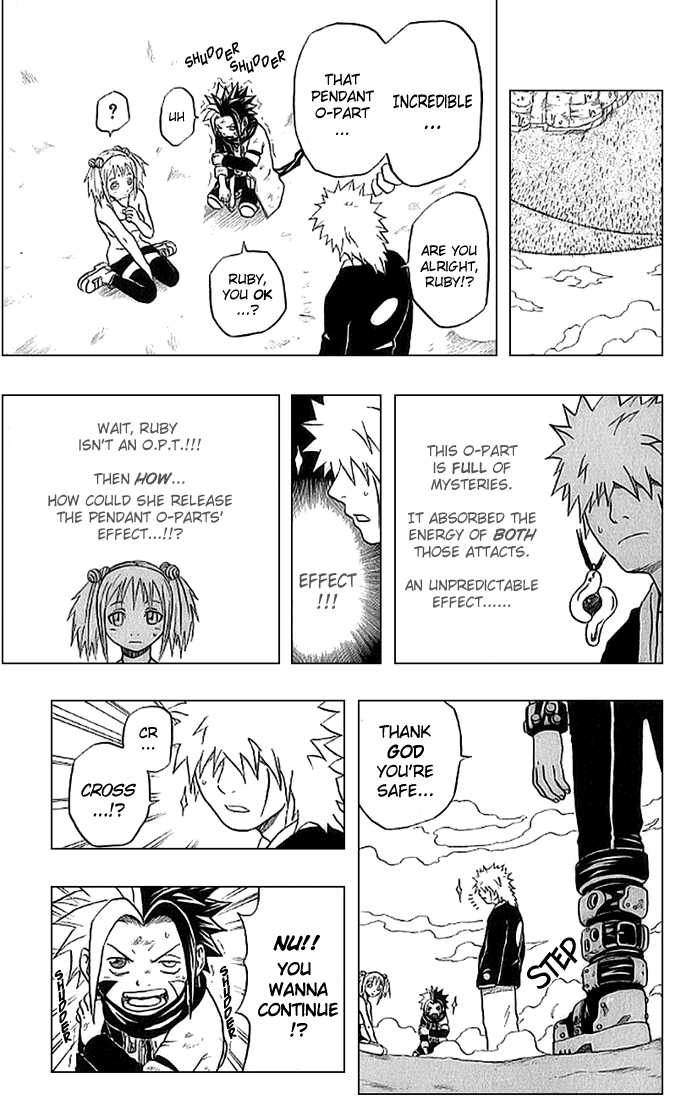 INCREDIBLE
...
THAT
PENDANT
O-PART
...
ARE YOU
ALRIGHT,
RUBY!?
SHUDDER
SHUDDER
UH
?
RUBY,
YOU OK
...?
THIS O-PART
IS FULL OF
MYSTERIES.
IT ABSORBED THE
ENERGY OF BOTH
THOSE ATTACTS.
AN UNPREDICTABLE
EFFECT......
EFFECT
!!!
WAIT, RUBY
ISN'T AN O.P.T.!!!
THEN HOW...
HOW COULD SHE RELEASE
THE PENDANT O-PARTS'
EFFECT...!!?
THANK
GOD
YOU'RE
SAFE...
STEP
CR
...
CROSS
....!?
NU!!
YOU
WANNA
CONTINUE
!?
SHUDDER
SHUDDER